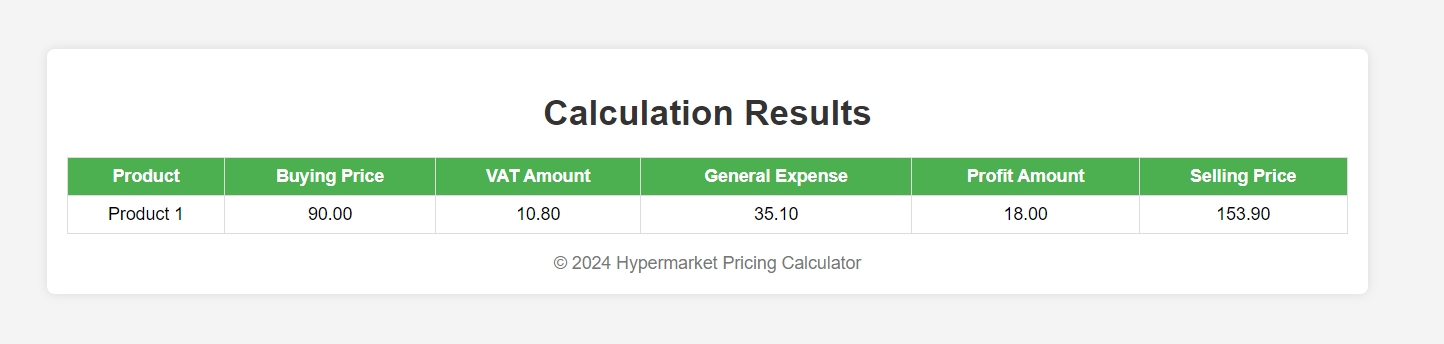 Calculation Results
Product Buying Price VAT Amount General Expense Profit Amount Selling Price
Product 1 90.00 10.80 35.10 18.00 153.90
© 2024 Hypermarket Pricing Calculator